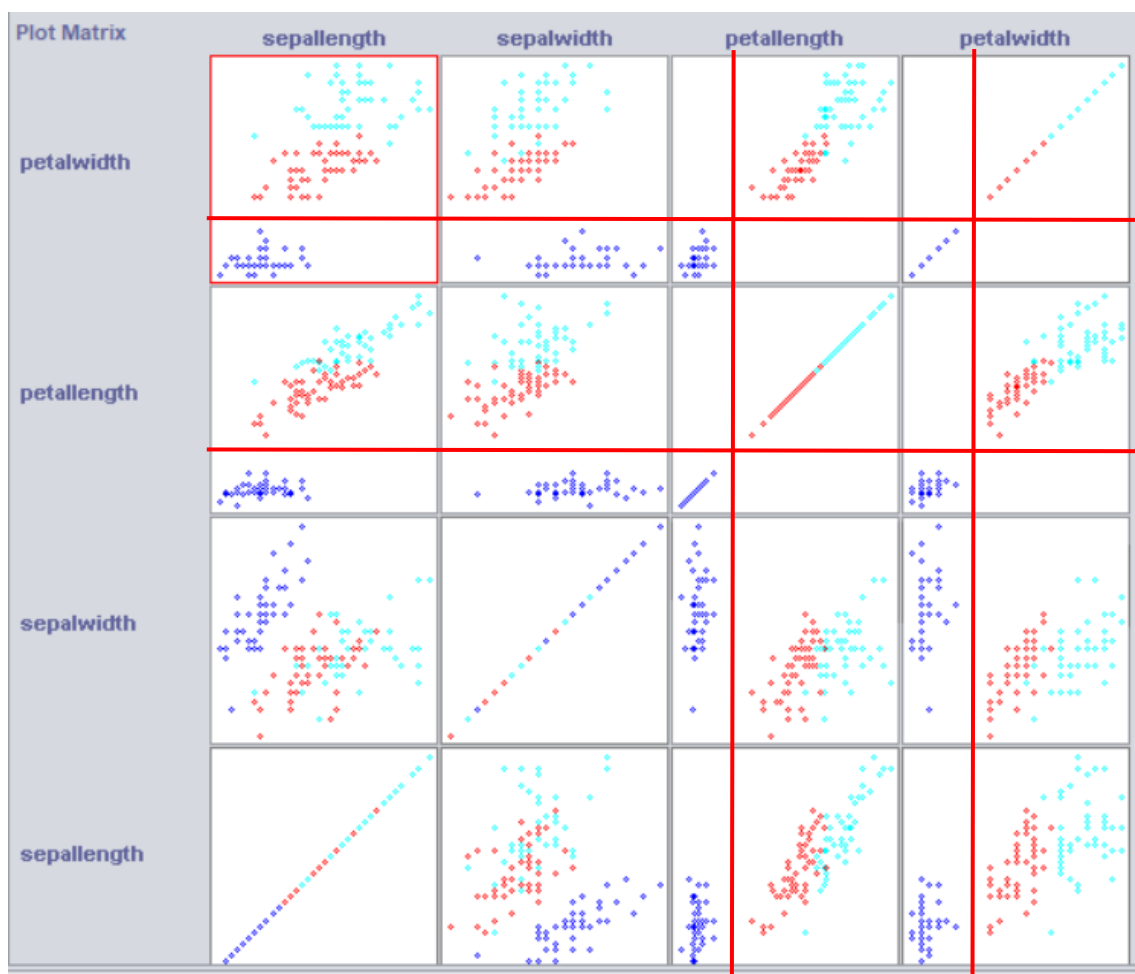 Plot Matrix
sepallength sepalwidth petallength petalwidth
petalwidth
petallength
sepalwidth
sepallength